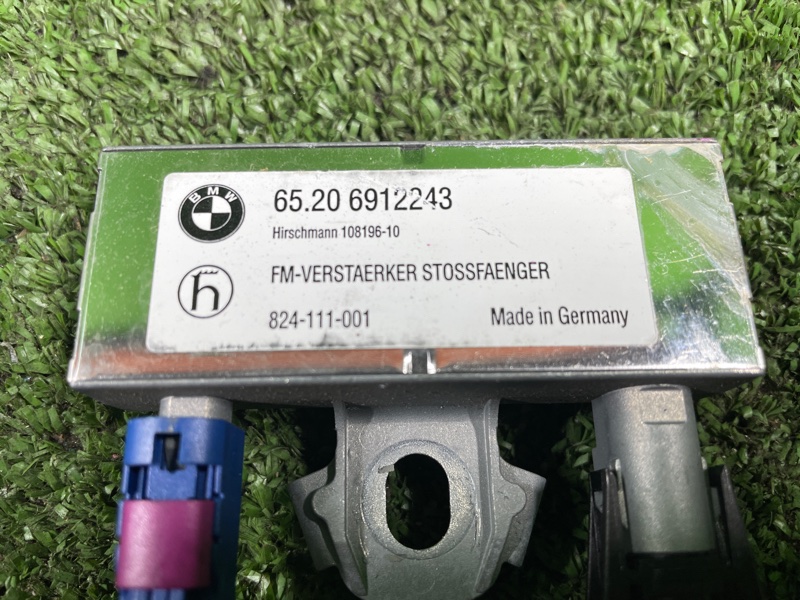 BMW 65.20 6912243
Hirschmann 108196-10
h FM-VERSTAERKER STOSSFAENGER
824-111-001 Made in Germany